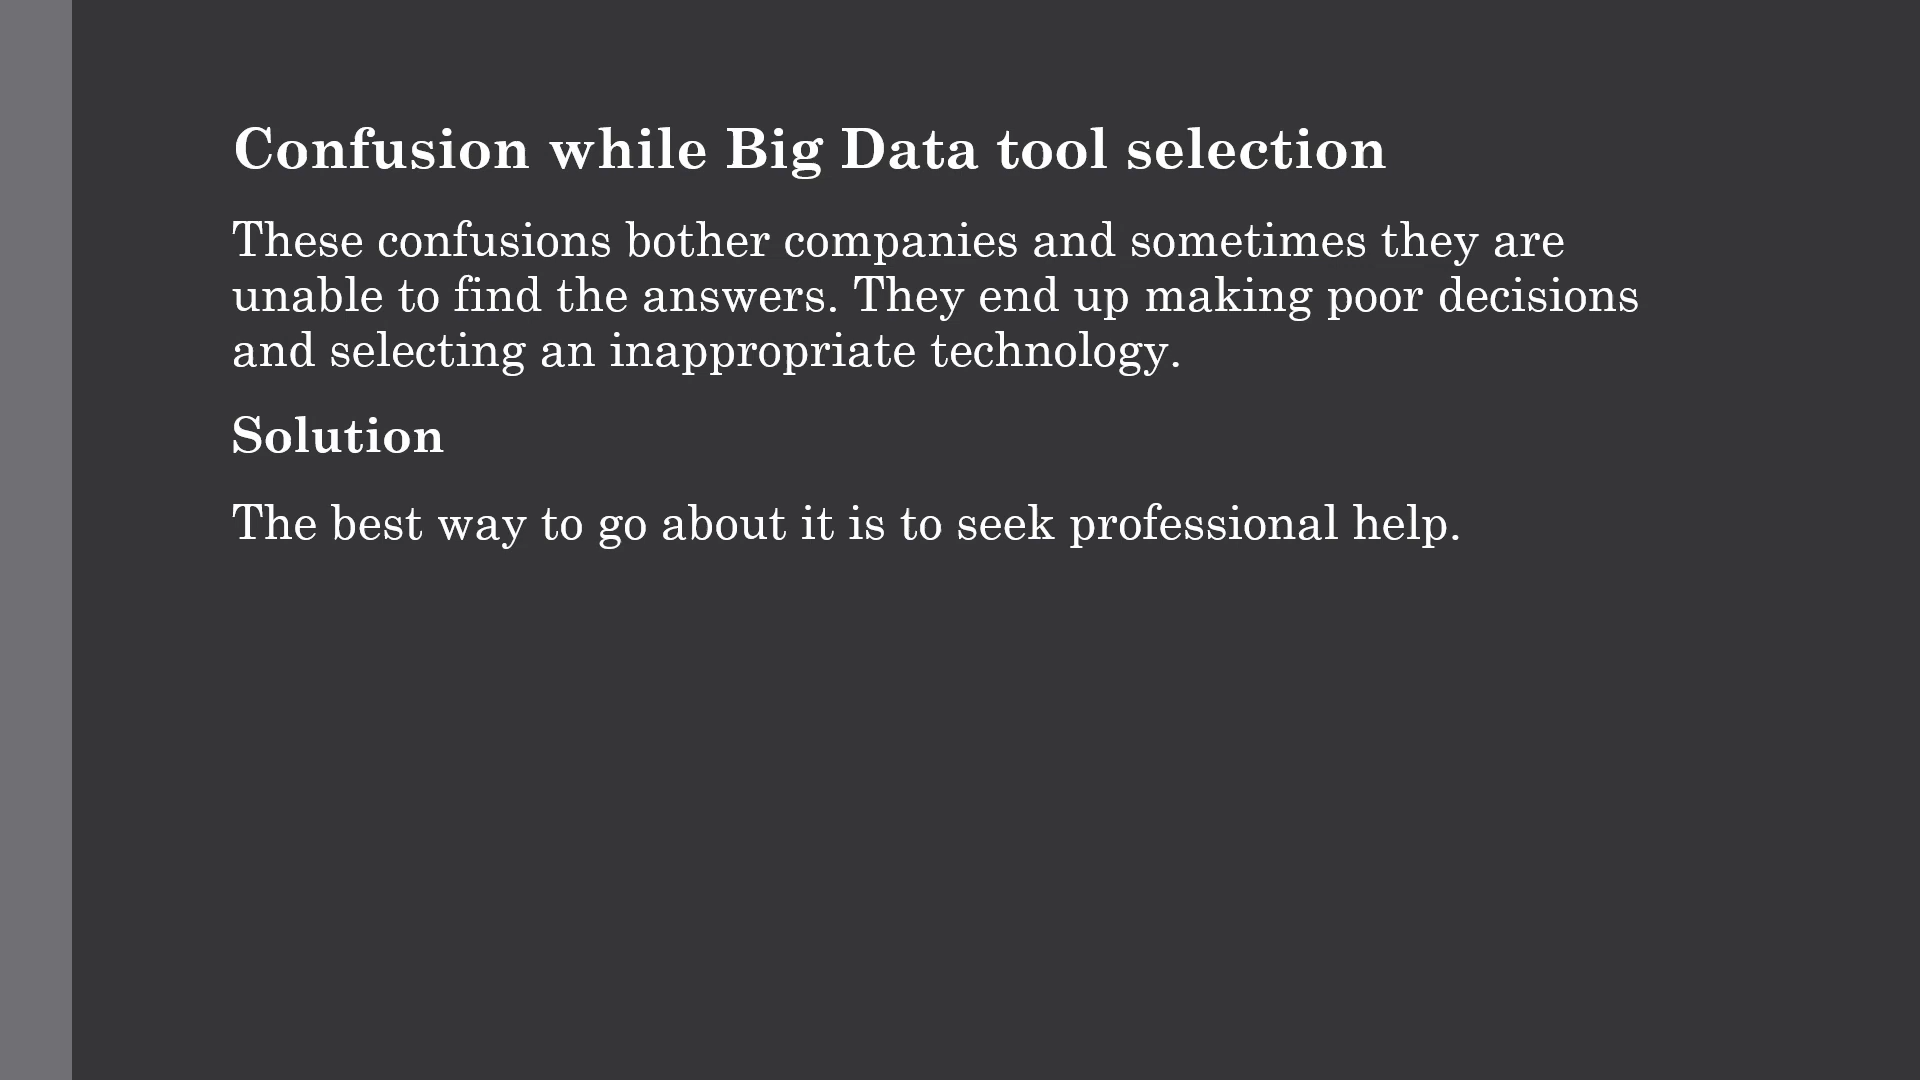 Confusion while Big Data tool selection
These confusions bother companies and sometimes they are
unable to find the answers. They end up making poor decisions
and selecting an inappropriate technology.
Solution
The best way to go about it is to seek professional help.